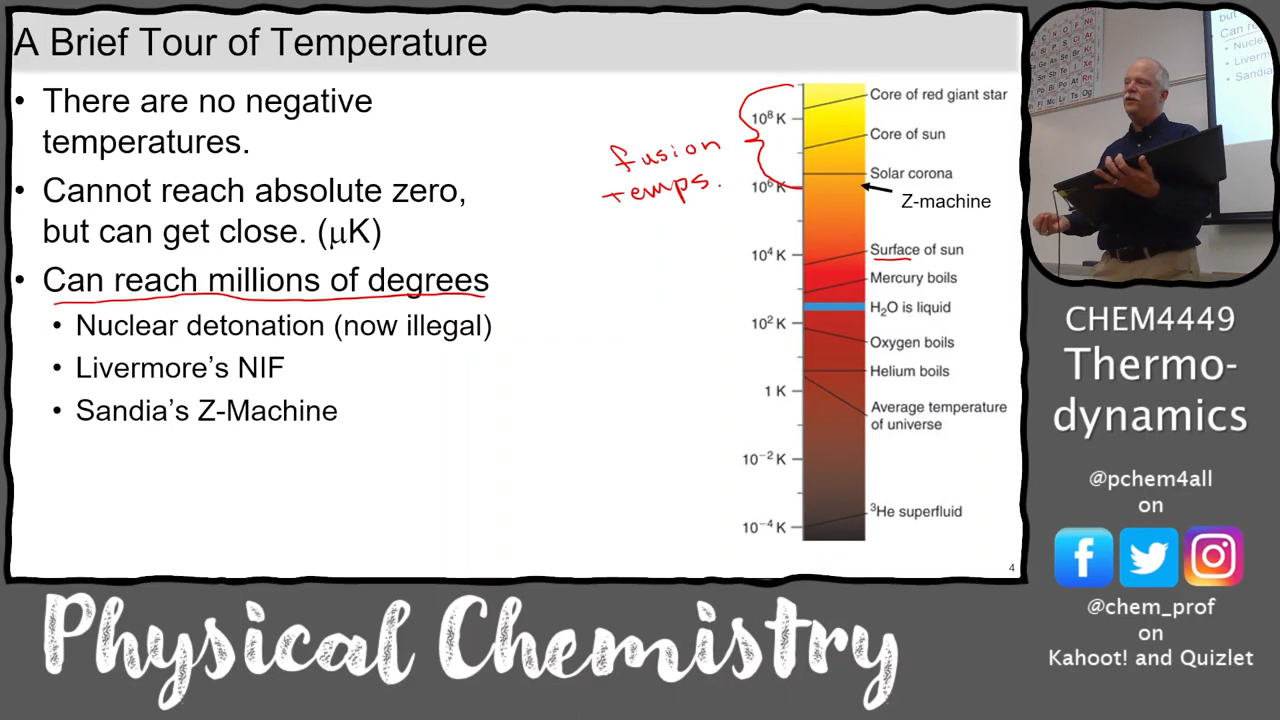 A Brief Tour of Temperature
• There are no negative
temperatures.
• Cannot reach absolute zero,
but can get close. (μK)
• Can reach millions of degrees
• Nuclear detonation (now illegal)
• Livermore’s NIF
• Sandia’s Z-Machine
fusion
temps.
10⁸ K
10⁶ K
10⁴ K
10² K
1 K
10⁻² K
10⁻⁴ K
Core of red giant star
Core of sun
Solar corona
Z-machine
Surface of sun
Mercury boils
H₂O is liquid
Oxygen boils
Helium boils
Average temperature
of universe
³He superfluid
4
CHEM4449
Thermo-
dynamics
@pchem4all
on
@chem_prof
on
Kahoot! and Quizlet
Physical Chemistry